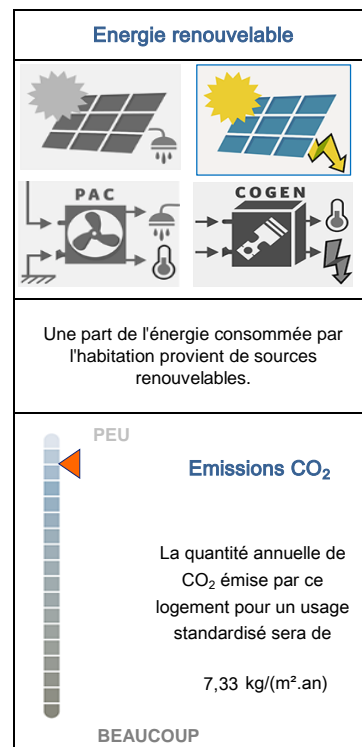 Energie renouvelable
PAC
COGEN
Une part de l'énergie consommée par
l'habitation provient de sources
renouvelables.
PEU
Emissions CO₂
La quantité annuelle de
CO₂ émise par ce
logement pour un usage
standardisé sera de
7,33 kg/(m².an)
BEAUCOUP